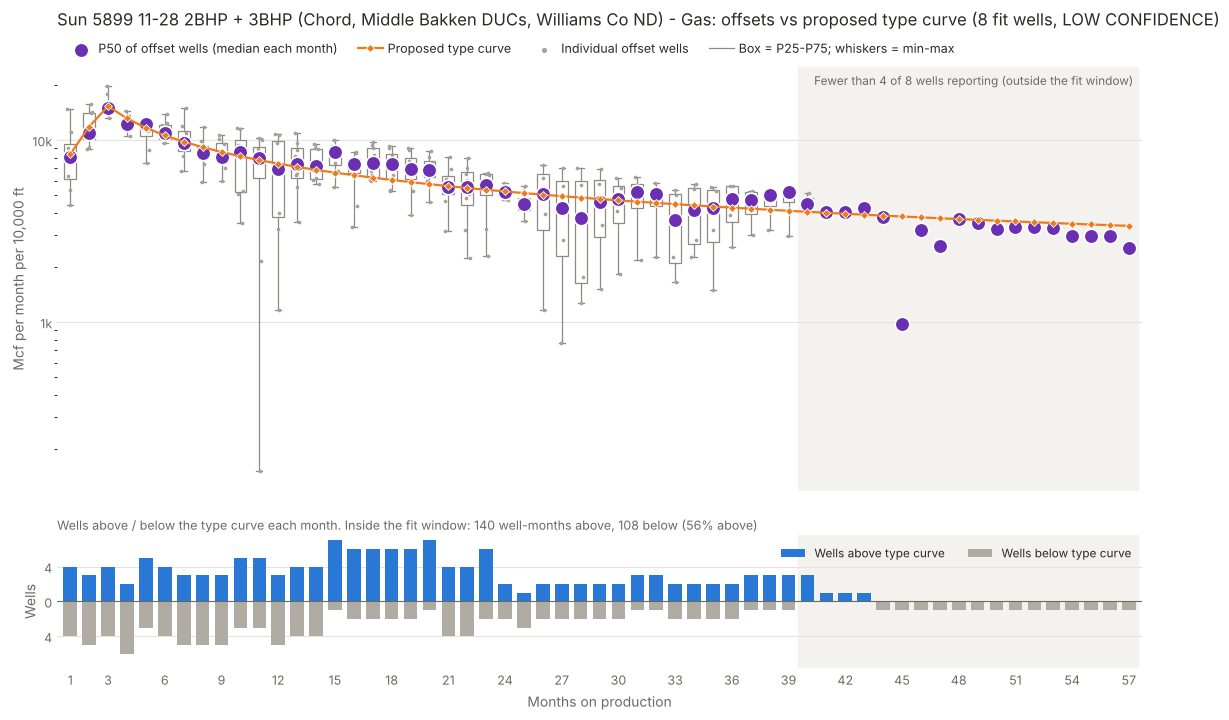 Sun 5899 11-28 2BHP + 3BHP (Chord, Middle Bakken DUCs, Williams Co ND) - Gas: offsets vs proposed type curve (8 fit wells, LOW CONFIDENCE)
P50 of offset wells (median each month)
Proposed type curve
Individual offset wells
Box = P25-P75; whiskers = min-max
Fewer than 4 of 8 wells reporting (outside the fit window)
10k
1k
Mcf per month per 10,000 ft
Wells above / below the type curve each month. Inside the fit window: 140 well-months above, 108 below (56% above)
Wells above type curve
Wells below type curve
4
0
4
Wells
1 3 6 9 12 15 18 21 24 27 30 33 36 39 42 45 48 51 54 57
Months on production